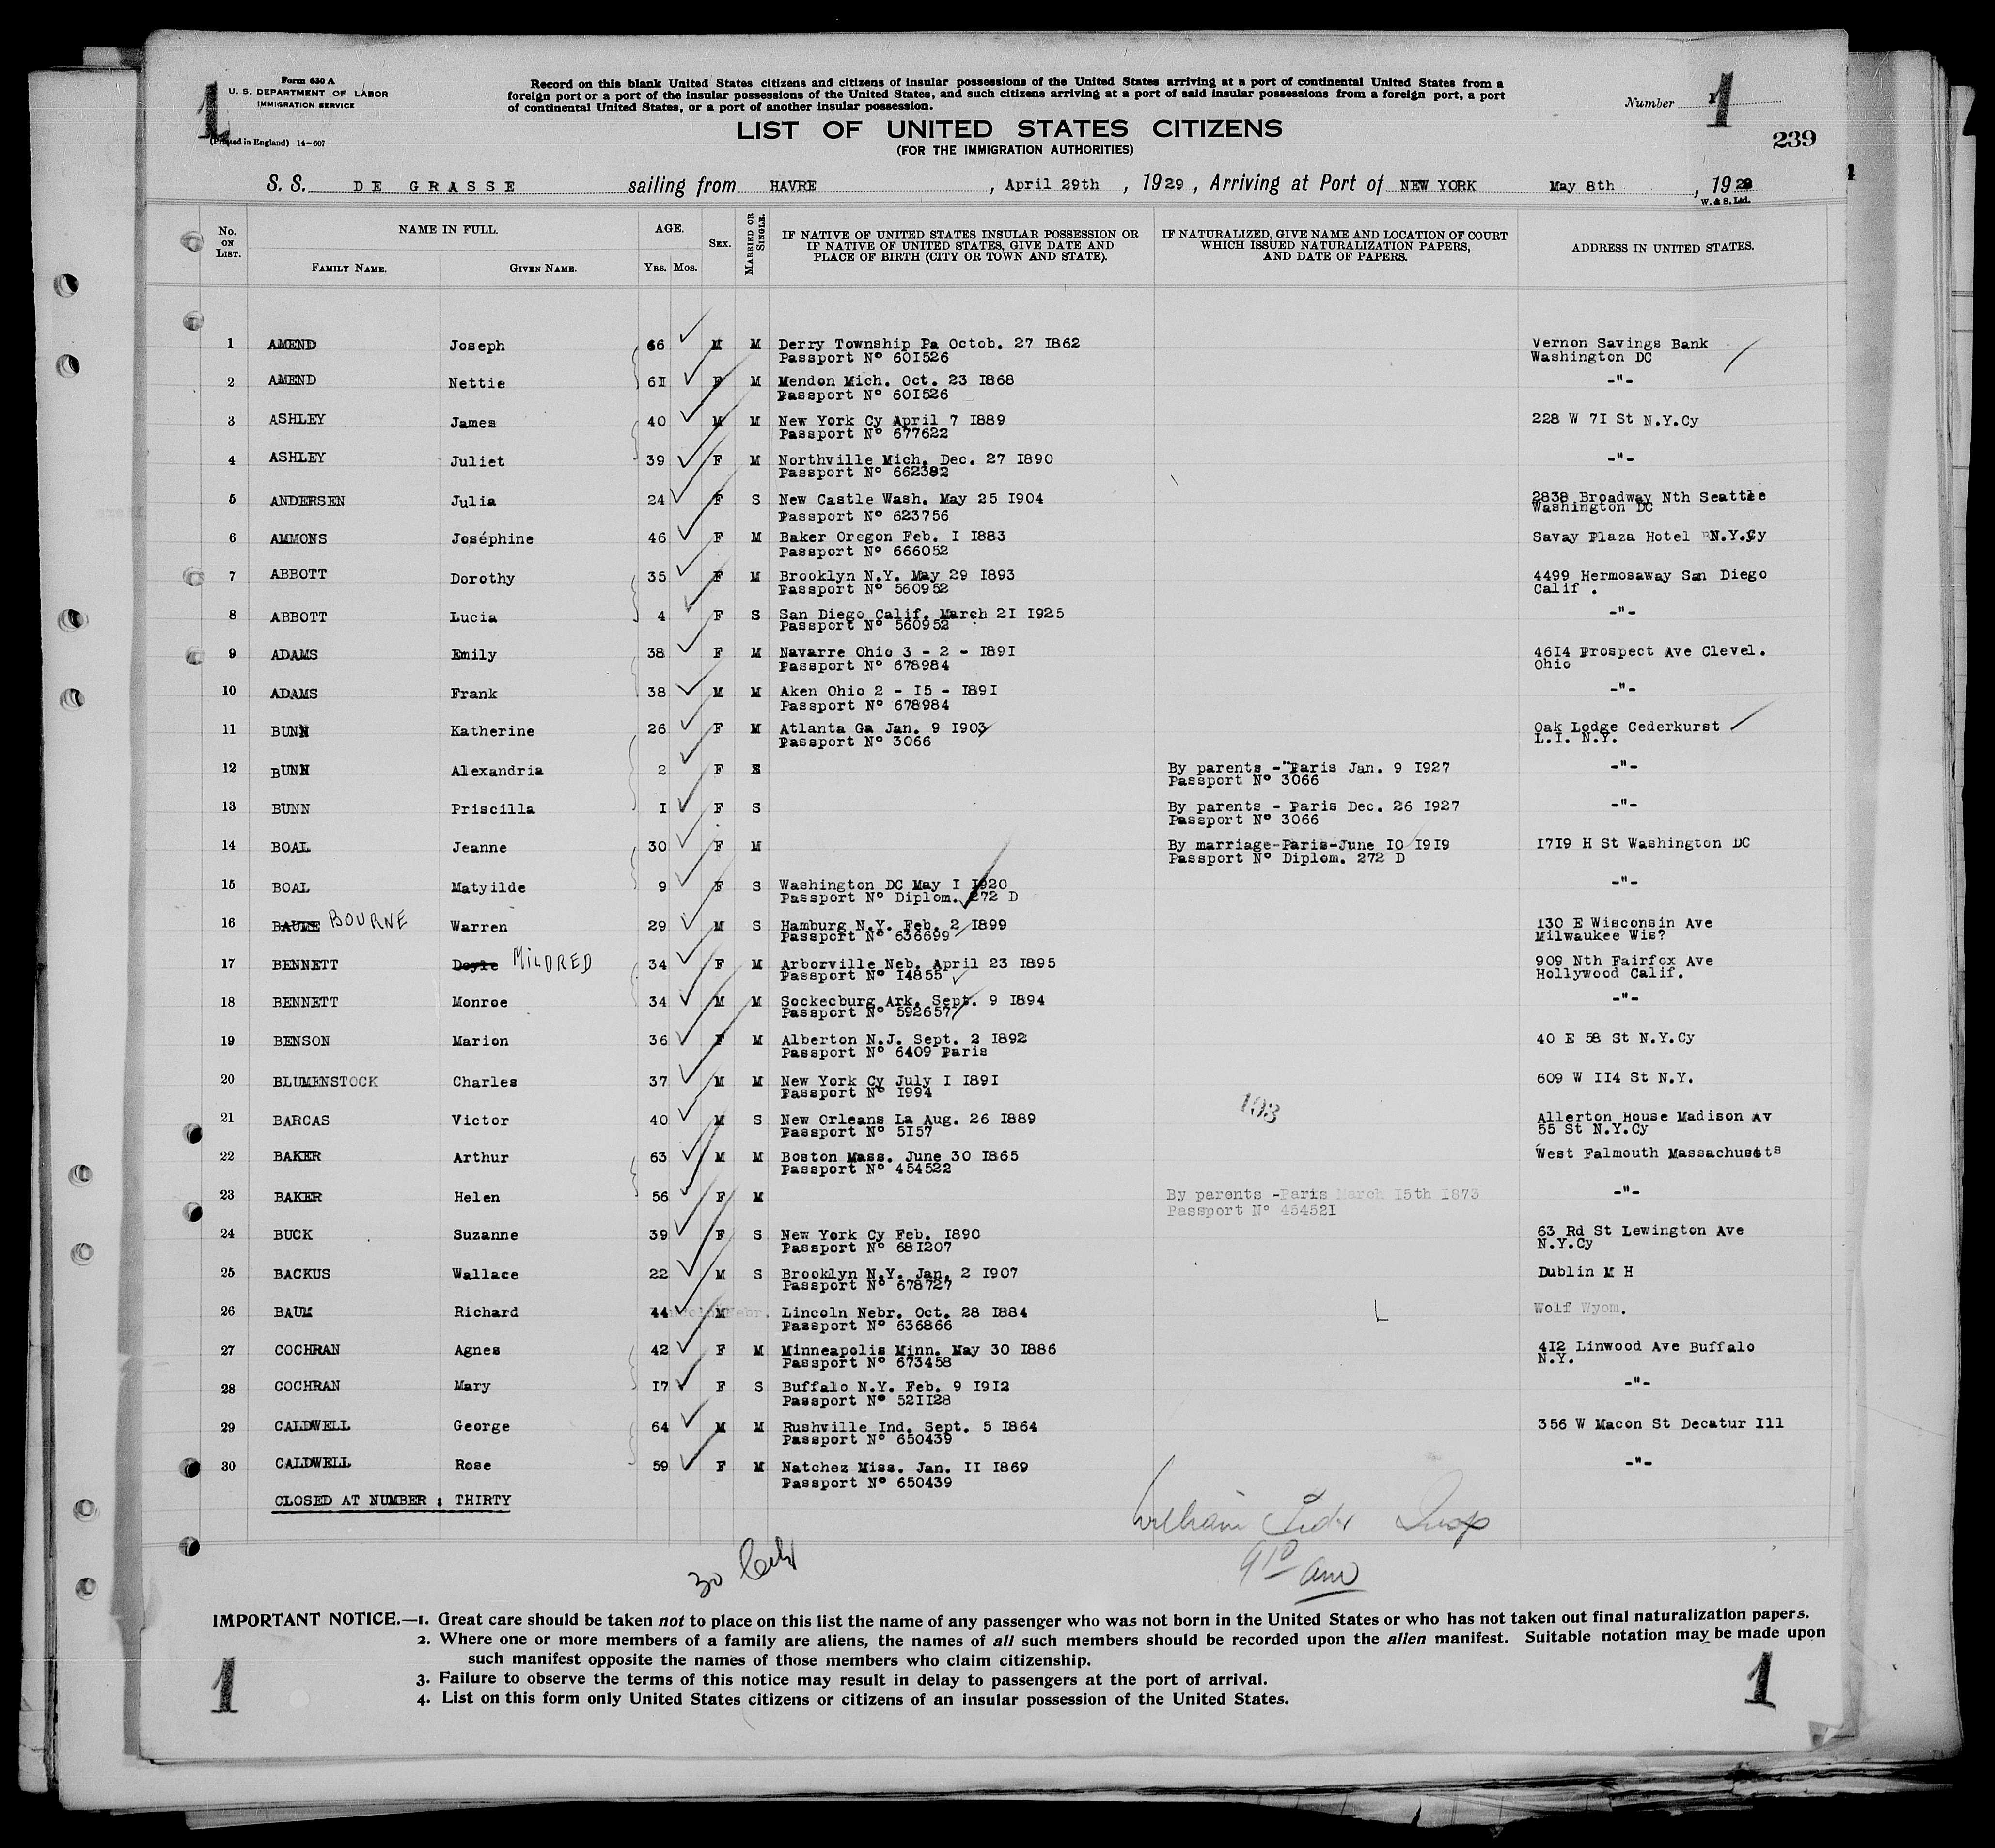 Form 630 A
U. S. DEPARTMENT OF LABOR
IMMIGRATION SERVICE
(Printed in England) 14-607
1
Record on this blank United States citizens and citizens of insular possessions of the United States arriving at a port of continental United States from a
foreign port or a port of the insular possessions of the United States, and such citizens arriving at a port of said insular possessions from a foreign port, a port
of continental United States, or a port of another insular possession.
Number 1
1
239
LIST OF UNITED STATES CITIZENS
(FOR THE IMMIGRATION AUTHORITIES)
S. S. DE GRASSE sailing from HAVRE, April 29th, 1929, Arriving at Port of NEW YORK May 8th, 1929
W. & S. Ltd.
No. ON LIST. NAME IN FULL. AGE. SEX. MARRIED OR SINGLE. IF NATIVE OF UNITED STATES INSULAR POSSESSION OR IF NATIVE OF UNITED STATES, GIVE DATE AND PLACE OF BIRTH (CITY OR TOWN AND STATE). IF NATURALIZED, GIVE NAME AND LOCATION OF COURT WHICH ISSUED NATURALIZATION PAPERS, AND DATE OF PAPERS. ADDRESS IN UNITED STATES.
FAMILY NAME. GIVEN NAME. YRS. MOS.
1 AMEND Joseph 66 M M Derry Township Pa Octob. 27 1862 Vernon Savings Bank
Passport Nº 601526 Washington DC
2 AMEND Nettie 61 F M Mendon Mich. Oct. 23 1868 -"-
Passport Nº 601526
3 ASHLEY James 40 M M New York Cy April 7 1889 228 W 71 St N.Y.Cy
Passport Nº 677622
4 ASHLEY Juliet 39 F M Northville Mich. Dec. 27 1890 -"-
Passport Nº 662382
5 ANDERSEN Julia 24 F S New Castle Wash. May 25 1904 2838 Broadway Nth Seattle
Passport Nº 623756 Washington DC
6 AMMONS Joséphine 46 F M Baker Oregon Feb. 1 1883 Savay Plaza Hotel N.Y.Cy
Passport Nº 666052
7 ABBOTT Dorothy 35 F M Brooklyn N.Y. May 29 1893 4499 Hermosaway San Diego
Passport Nº 560952 Calif .
8 ABBOTT Lucia 4 F S San Diego Calif. March 21 1925 -"-
Passport Nº 560952
9 ADAMS Emily 38 F M Navarre Ohio 3 - 2 - 1891 4614 Prospect Ave Clevel.
Passport Nº 678984 Ohio
10 ADAMS Frank 38 M M Aken Ohio 2 - 15 - 1891 -"-
Passport Nº 678984
11 BUNN Katherine 26 F M Atlanta Ga Jan. 9 1903 Oak Lodge Cederkurst
Passport Nº 3066 L.I. N.Y.
12 BUNN Alexandria 2 F S By parents -"Paris Jan. 9 1927 -"-
Passport Nº 3066
13 BUNN Priscilla 1 F S By parents - Paris Dec. 26 1927 -"-
Passport Nº 3066
14 BOAL Jeanne 30 F M By marriage-Paris-June 10 1919 1719 H St Washington DC
Passport Nº Diplom. 272 D
15 BOAL Matyilde 9 F S Washington DC May 1 1920 -"-
Passport Nº Diplom. 272 D
16 BOURNE Warren 29 M S Hamburg N.Y. Feb. 2 1899 130 E Wisconsin Ave
Passport Nº 636699 Milwaukee Wis?
17 BENNETT Doyle MILDRED 34 F M Arborville Neb. April 23 1895 909 Nth Fairfox Ave
Passport Nº 14855 Hollywood Calif.
18 BENNETT Monroe 34 M M Sockecburg Ark. Sept. 9 1894 -"-
Passport Nº 592657
19 BENSON Marion 36 F M Alberton N.J. Sept. 2 1892 40 E 58 St N.Y.Cy
Passport Nº 6409 Paris
20 BLUMENSTOCK Charles 37 M M New York Cy July 1 1891 609 W 114 St N.Y.
Passport Nº 1994
103
21 BARCAS Victor 40 M S New Orleans La Aug. 26 1889 Allerton House Madison Av
Passport Nº 5157 55 St N.Y.Cy
22 BAKER Arthur 63 M M Boston Mass. June 30 1865 West Falmouth Massachusetts
Passport Nº 454522
23 BAKER Helen 56 F M By parents -Paris March 15th 1873 -"-
Passport Nº 454521
24 BUCK Suzanne 39 F S New York Cy Feb. 1890 63 Rd St Lewington Ave
Passport Nº 681207 N.Y.Cy
25 BACKUS Wallace 22 M S Brooklyn N.Y. Jan. 2 1907 Dublin M H
Passport Nº 678727
26 BAUM Richard 44 M Lincoln Nebr. Oct. 28 1884 Wolf Wyom.
Passport Nº 636866
27 COCHRAN Agnes 42 F M Minneapolis Minn. May 30 1886 412 Linwood Ave Buffalo
Passport Nº 673458 N.Y.
28 COCHRAN Mary 17 F S Buffalo N.Y. Feb. 9 1912 -"-
Passport Nº 521128
29 CALDWELL George 64 M M Rushville Ind. Sept. 5 1864 356 W Macon St Decatur Ill
Passport Nº 650439
30 CALDWELL Rose 59 F M Natchez Miss. Jan. 11 1869 -"-
Passport Nº 650439
CLOSED AT NUMBER : THIRTY
William
30
IMPORTANT NOTICE.—1. Great care should be taken not to place on this list the name of any passenger who was not born in the United States or who has not taken out final naturalization papers.
2. Where one or more members of a family are aliens, the names of all such members should be recorded upon the alien manifest. Suitable notation may be made upon
such manifest opposite the names of those members who claim citizenship.
3. Failure to observe the terms of this notice may result in delay to passengers at the port of arrival.
4. List on this form only United States citizens or citizens of an insular possession of the United States.
1
1